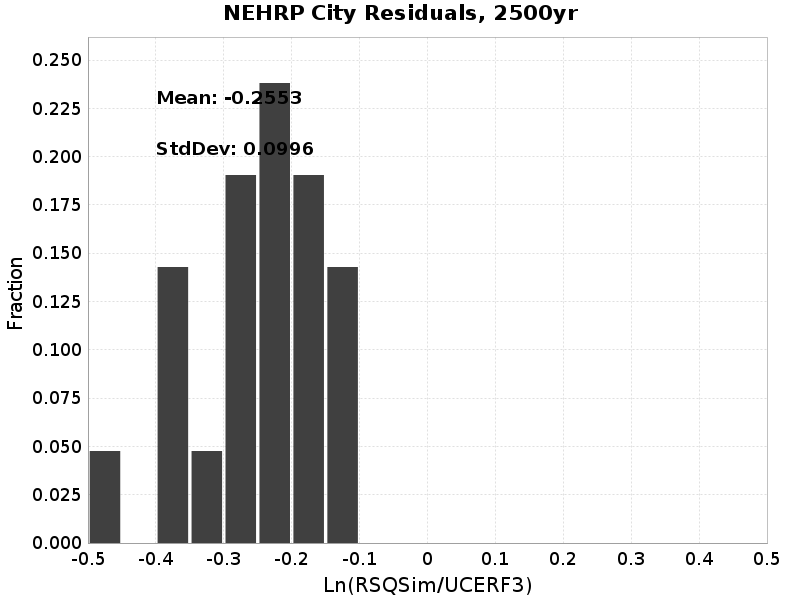 NEHRP City Residuals, 2500yr
0.250
Mean: -0.2553
0.225
StdDev: 0.0996
0.200
0.175
0.150
Fraction
0.125
0.100
0.075
0.050
0.025
0.000
-0.5 -0.4 -0.3 -0.2 -0.1 0 0.1 0.2 0.3 0.4 0.5
Ln(RSQSim/UCERF3)